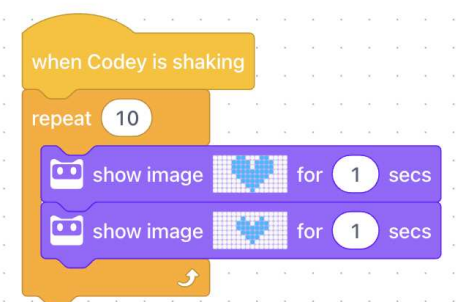 when Codey is shaking
repeat 10
show image for 1 secs
show image for 1 secs